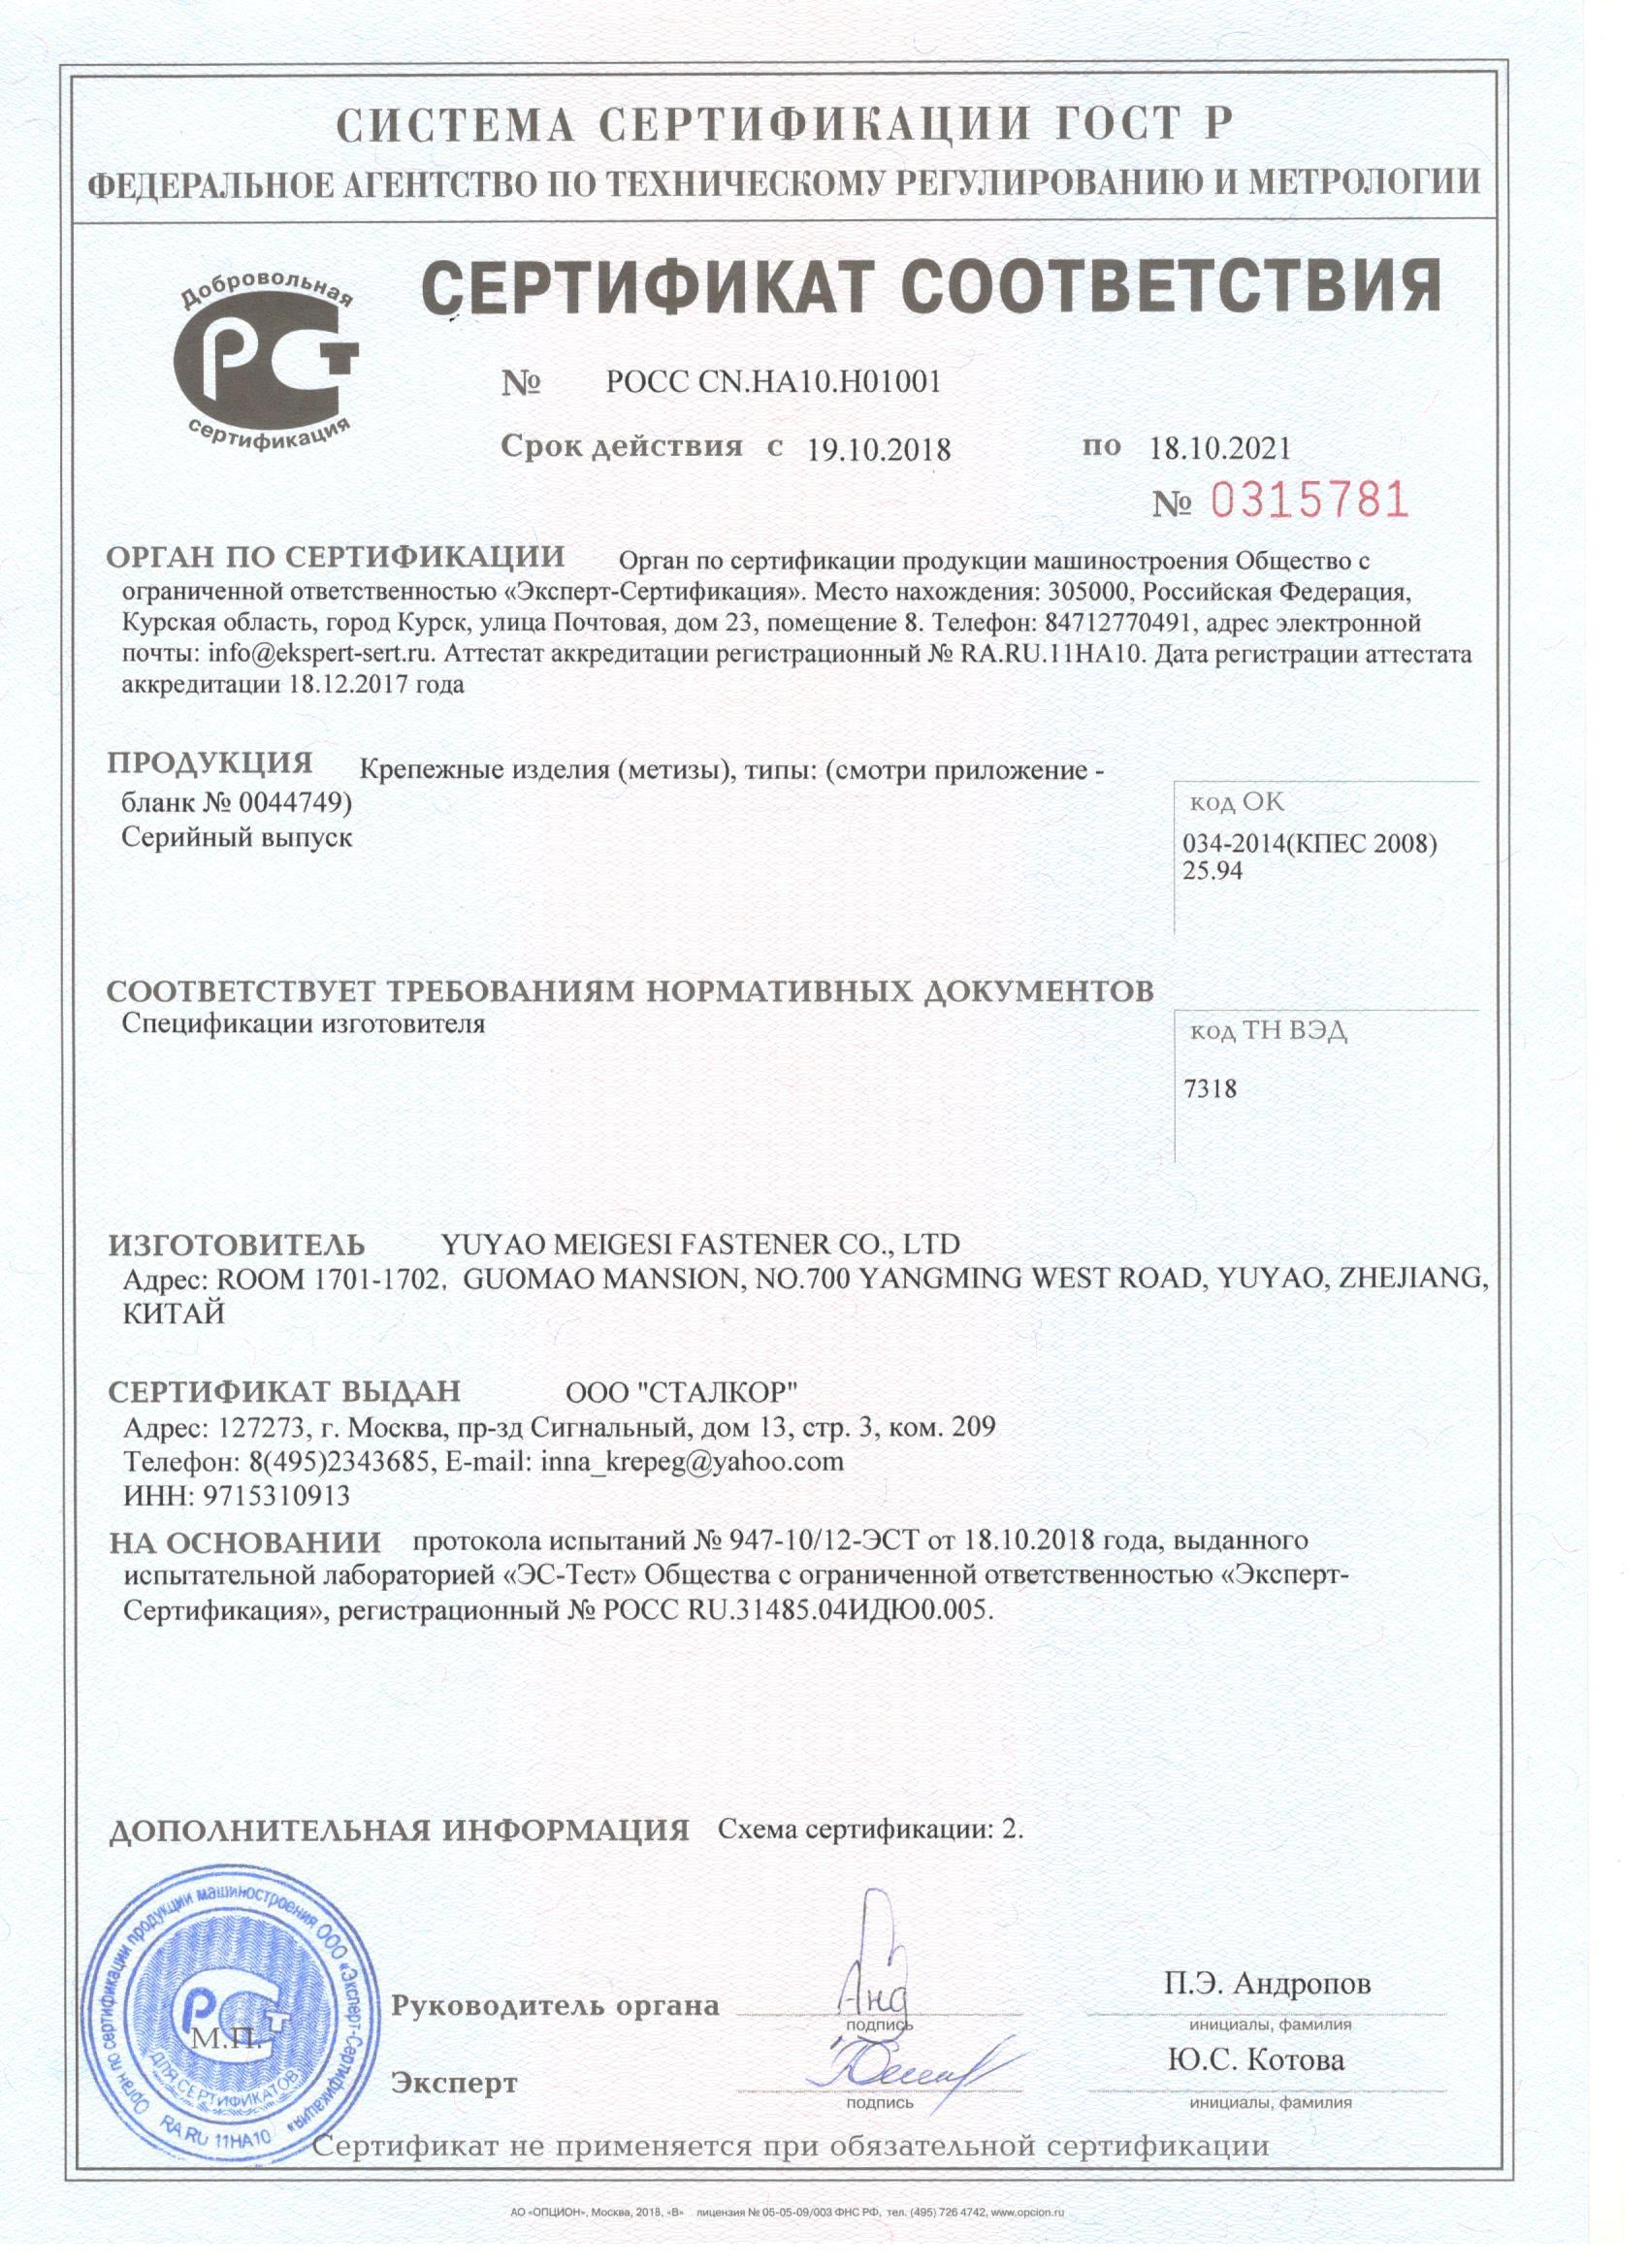 СИСТЕМА СЕРТИФИКАЦИИ ГОСТ Р
ФЕДЕРАЛЬНОЕ АГЕНТСТВО ПО ТЕХНИЧЕСКОМУ РЕГУЛИРОВАНИЮ И МЕТРОЛОГИИ
Добровольная
РСТ
сертификация
СЕРТИФИКАТ СООТВЕТСТВИЯ
№ РОСС CN.НА10.Н01001
Срок действия с 19.10.2018 по 18.10.2021
№ 0315781
ОРГАН ПО СЕРТИФИКАЦИИ Орган по сертификации продукции машиностроения Общество с
ограниченной ответственностью «Эксперт-Сертификация». Место нахождения: 305000, Российская Федерация,
Курская область, город Курск, улица Почтовая, дом 23, помещение 8. Телефон: 84712770491, адрес электронной
почты: info@ekspert-sert.ru. Аттестат аккредитации регистрационный № RA.RU.11НА10. Дата регистрации аттестата
аккредитации 18.12.2017 года
ПРОДУКЦИЯ Крепежные изделия (метизы), типы: (смотри приложение -
бланк № 0044749)
Серийный выпуск
код ОК
034-2014(КПЕС 2008)
25.94
СООТВЕТСТВУЕТ ТРЕБОВАНИЯМ НОРМАТИВНЫХ ДОКУМЕНТОВ
Спецификации изготовителя
код ТН ВЭД
7318
ИЗГОТОВИТЕЛЬ YUYAO MEIGESI FASTENER CO., LTD
Адрес: ROOM 1701-1702, GUOMAO MANSION, NO.700 YANGMING WEST ROAD, YUYAO, ZHEJIANG,
КИТАЙ
СЕРТИФИКАТ ВЫДАН ООО "СТАЛКОР"
Адрес: 127273, г. Москва, пр-зд Сигнальный, дом 13, стр. 3, ком. 209
Телефон: 8(495)2343685, E-mail: inna_krepeg@yahoo.com
ИНН: 9715310913
НА ОСНОВАНИИ протокола испытаний № 947-10/12-ЭСТ от 18.10.2018 года, выданного
испытательной лабораторией «ЭС-Тест» Общества с ограниченной ответственностью «Эксперт-
Сертификация», регистрационный № РОСС RU.31485.04ИДЮ0.005.
ДОПОЛНИТЕЛЬНАЯ ИНФОРМАЦИЯ Схема сертификации: 2.
Орган по сертификации продукции машиностроения ООО «Эксперт-Сертификация»
РСТ
М.П.
ДЛЯ СЕРТИФИКАТОВ
RA.RU 11НА10
Руководитель органа
подпись
П.Э. Андропов
инициалы, фамилия
Эксперт
подпись
Ю.С. Котова
инициалы, фамилия
Сертификат не применяется при обязательной сертификации
АО «ОПЦИОН», Москва, 2018, «В» лицензия № 05-05-09/003 ФНС РФ, тел. (495) 726 4742, www.opcion.ru